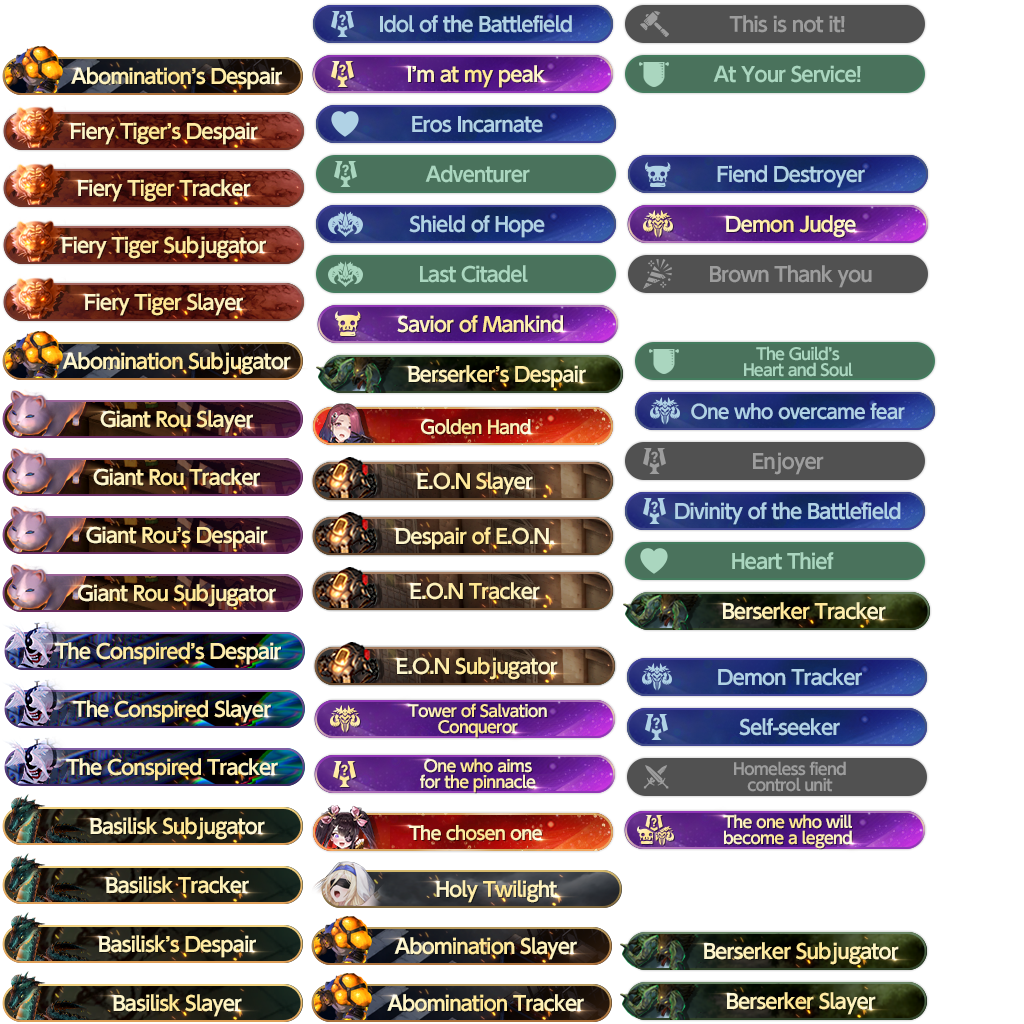 Abomination's Despair
Fiery Tiger's Despair
Fiery Tiger Tracker
Fiery Tiger Subjugator
Fiery Tiger Slayer
Abomination Subjugator
Giant Rou Slayer
Giant Rou Tracker
Giant Rou's Despair
Giant Rou Subjugator
The Conspired's Despair
The Conspired Slayer
The Conspired Tracker
Basilisk Subjugator
Basilisk Tracker
Basilisk's Despair
Basilisk Slayer
Idol of the Battlefield
I'm at my peak
Eros Incarnate
Adventurer
Shield of Hope
Last Citadel
Savior of Mankind
Berserker's Despair
Golden Hand
E.O.N Slayer
Despair of E.O.N.
E.O.N Tracker
E.O.N Subjugator
Tower of Salvation
Conqueror
One who aims
for the pinnacle
The chosen one
Holy Twilight
Abomination Slayer
Abomination Tracker
This is not it!
At Your Service!
Fiend Destroyer
Demon Judge
Brown Thank you
The Guild's
Heart and Soul
One who overcame fear
Enjoyer
Divinity of the Battlefield
Heart Thief
Berserker Tracker
Demon Tracker
Self-seeker
Homeless fiend
control unit
The one who will
become a legend
Berserker Subjugator
Berserker Slayer